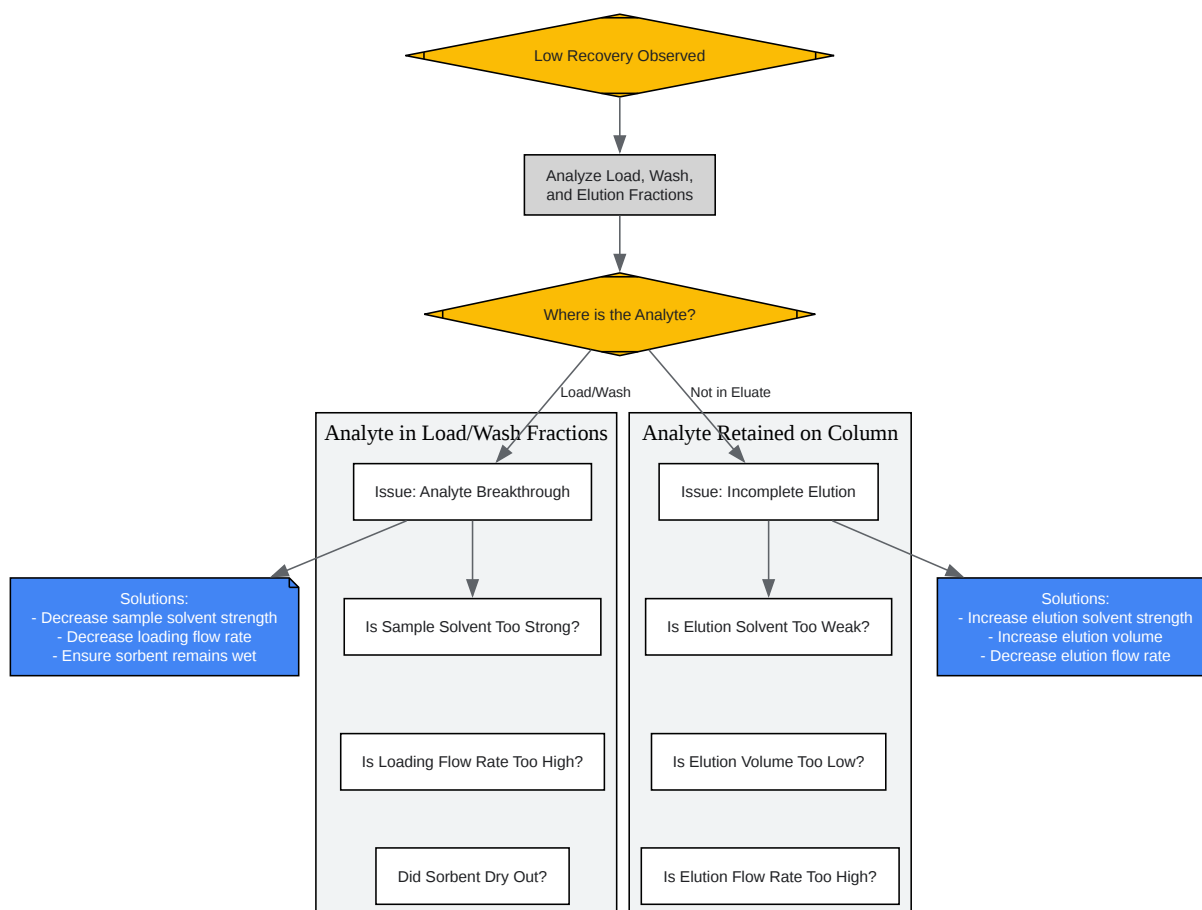 Low Recovery Observed
Analyze Load, Wash,
and Elution Fractions
Where is the Analyte?
Load/Wash
Not in Eluate
Analyte in Load/Wash Fractions
Issue: Analyte Breakthrough
Solutions:
- Decrease sample solvent strength
- Decrease loading flow rate
- Ensure sorbent remains wet
Is Sample Solvent Too Strong?
Is Loading Flow Rate Too High?
Did Sorbent Dry Out?
Analyte Retained on Column
Issue: Incomplete Elution
Is Elution Solvent Too Weak?
Solutions:
- Increase elution solvent strength
- Increase elution volume
- Decrease elution flow rate
Is Elution Volume Too Low?
Is Elution Flow Rate Too High?